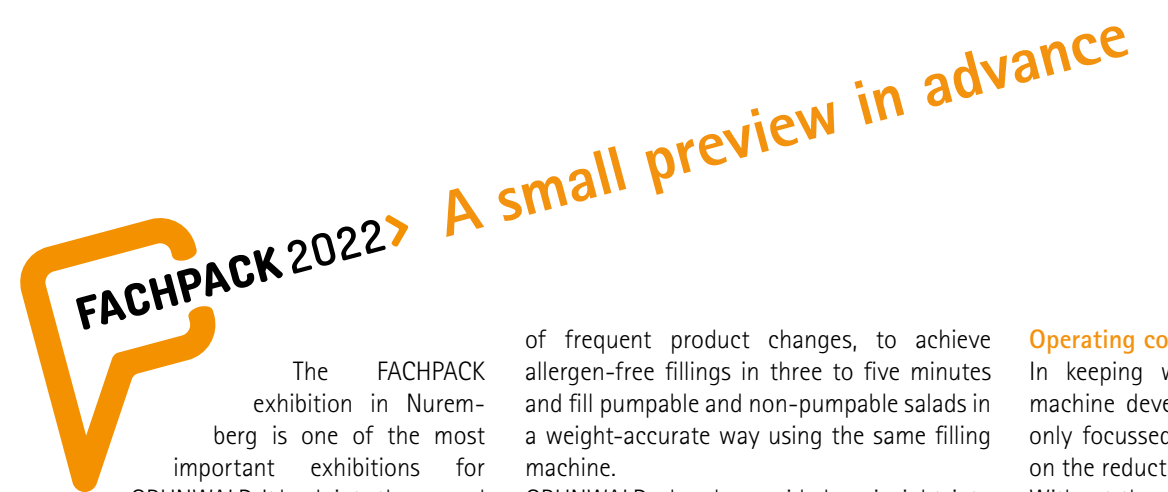 A small preview in advance
FACHPACK 2022
The FACHPACK
exhibition in Nurem-
berg is one of the most
important exhibitions for
of frequent product changes, to achieve
allergen-free fillings in three to five minutes
and fill pumpable and non-pumpable salads in
a weight-accurate way using the same filling
machine.
Operating co
In keeping w
machine deve
only focussed
on the reduct